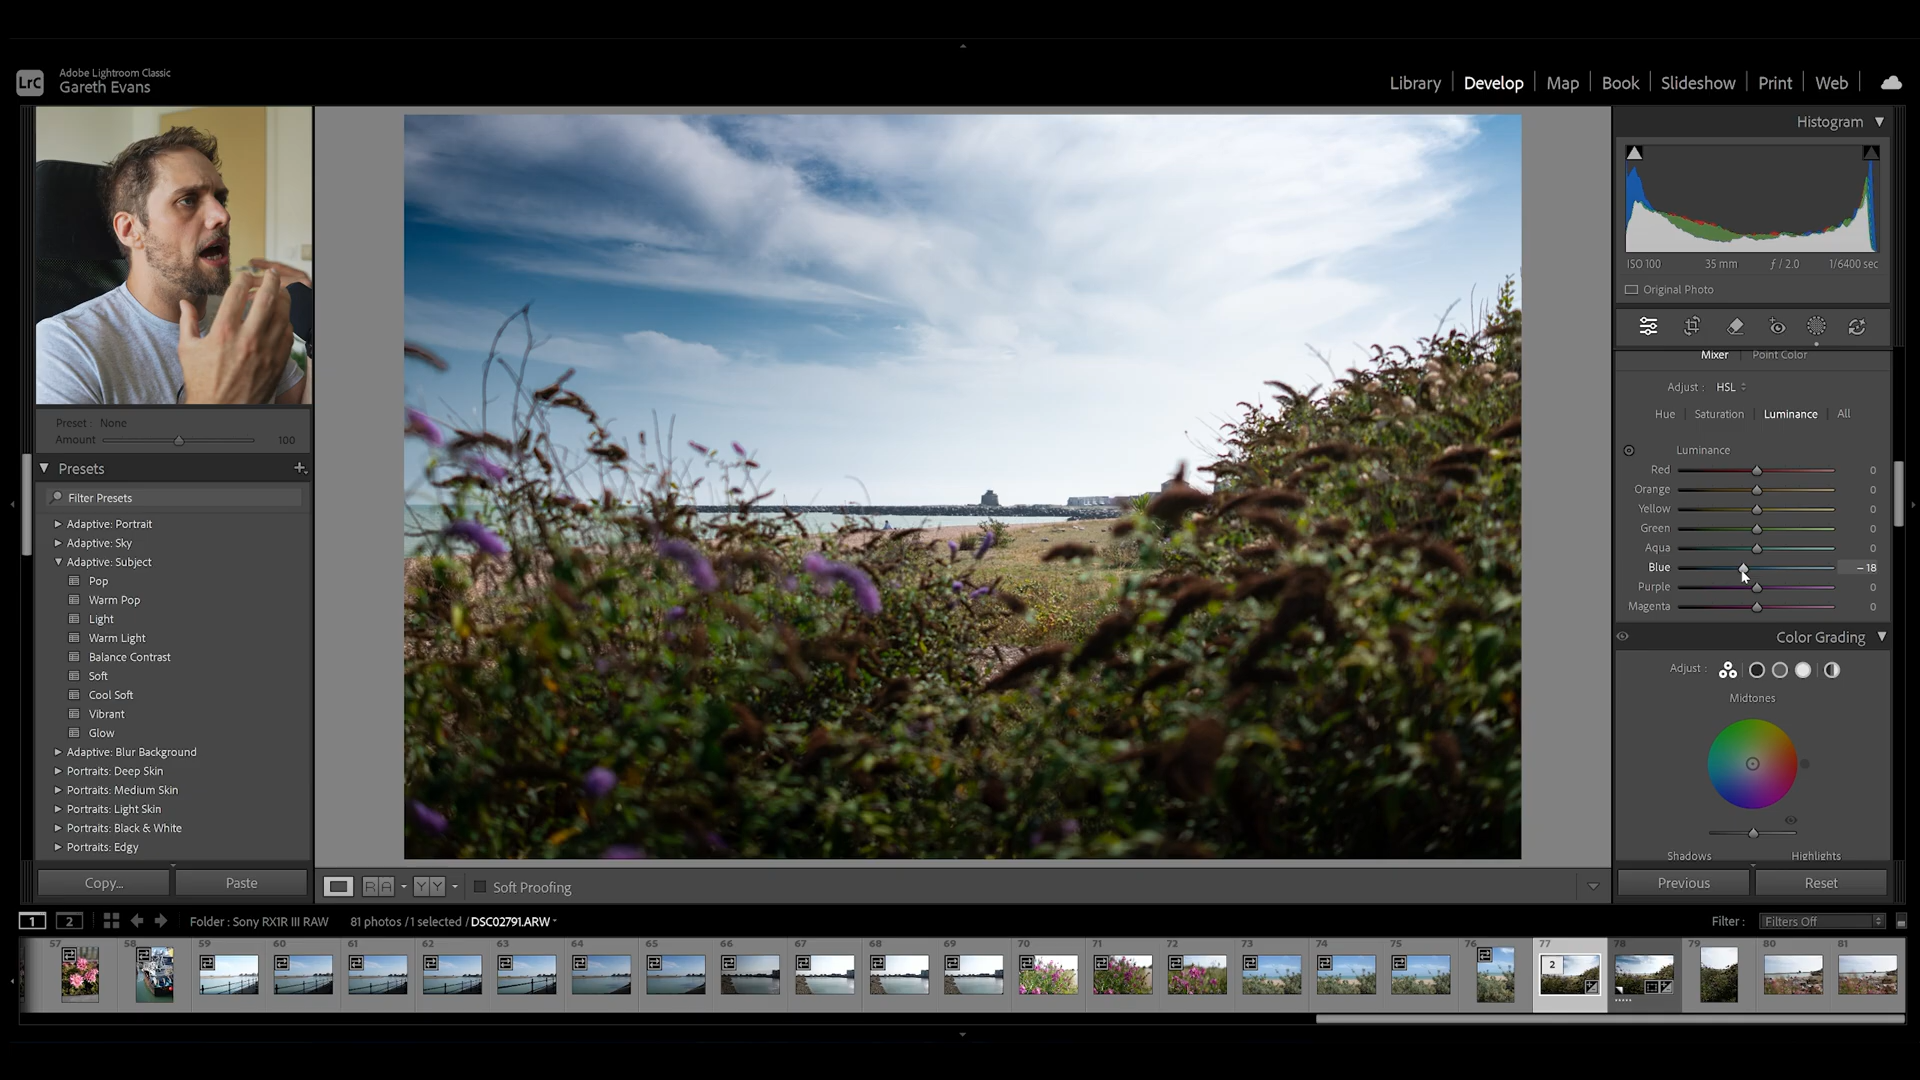 LrC
Adobe Lightroom Classic
Gareth Evans
Library
Develop
Map
Book
Slideshow
Print
Web
Preset : None
Amount
100
Presets
Filter Presets
Adaptive: Portrait
Adaptive: Sky
Adaptive: Subject
Pop
Warm Pop
Light
Warm Light
Balance Contrast
Soft
Cool Soft
Vibrant
Glow
Adaptive: Blur Background
Portraits: Deep Skin
Portraits: Medium Skin
Portraits: Light Skin
Portraits: Black & White
Portraits: Edgy
Copy...
Paste
RA
YY
Soft Proofing
Histogram
ISO 100
35 mm
f / 2.0
1/6400 sec
Original Photo
Mixer
Point Color
Adjust :
HSL
Hue
Saturation
Luminance
All
Luminance
Red 0
Orange 0
Yellow 0
Green 0
Aqua 0
Blue – 18
Purple 0
Magenta 0
Color Grading
Adjust :
Midtones
Shadows
Highlights
Previous
Reset
1
2
Folder : Sony RX1R III RAW
81 photos / 1 selected / DSC02791.ARW
Filter :
Filters Off
57
58
59
60
61
62
63
64
65
66
67
68
69
70
71
72
73
74
75
76
77
78
79
80
81
2